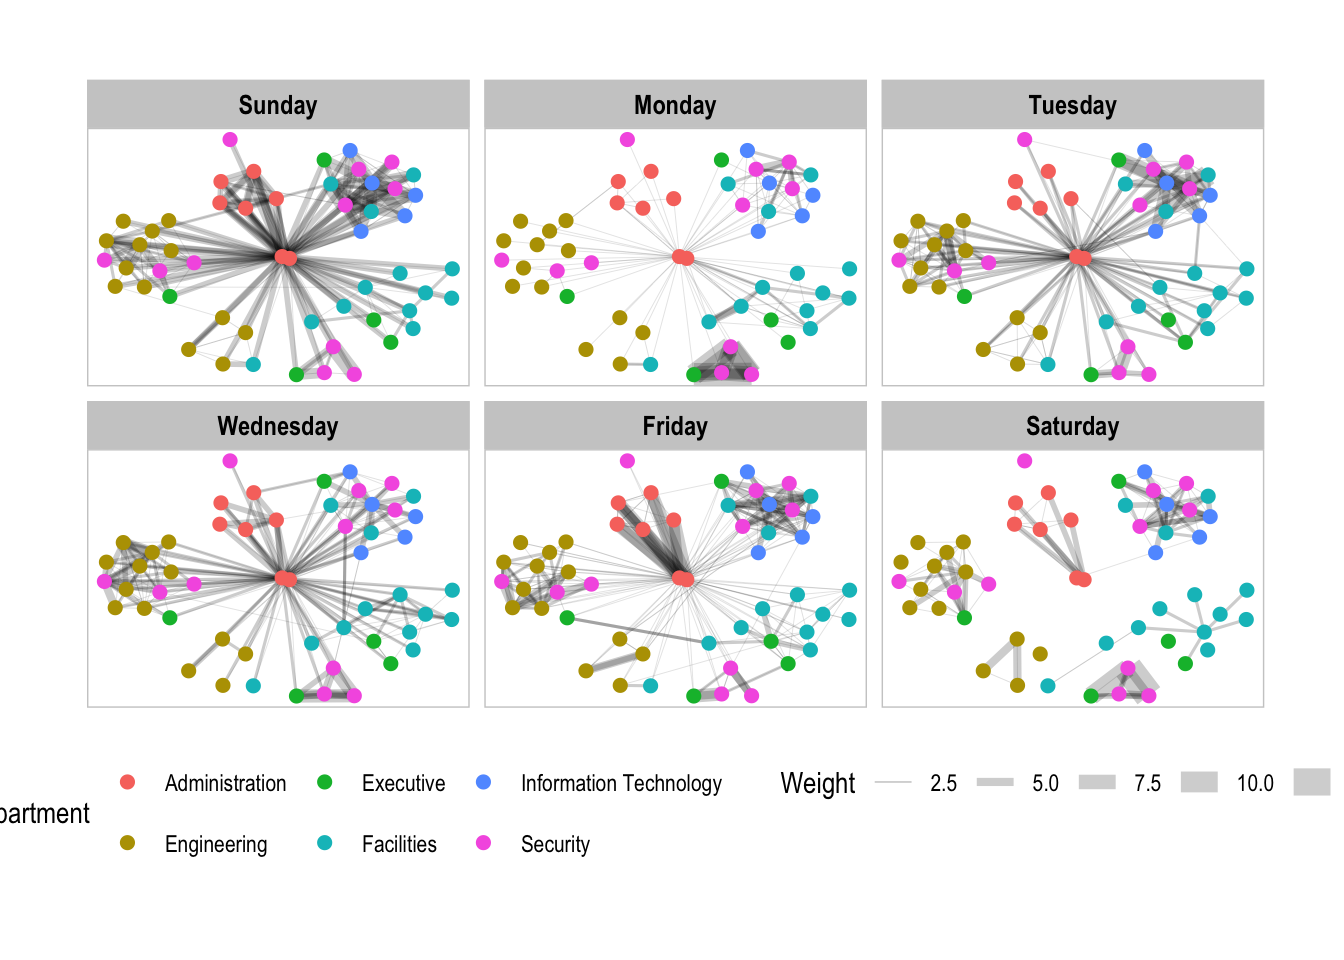 Sunday
Monday
Tuesday
Wednesday
Friday
Saturday
Administration
Executive
Information Technology
Weight
2.5
5.0
7.5
10.0
partment
Engineering
Facilities
Security